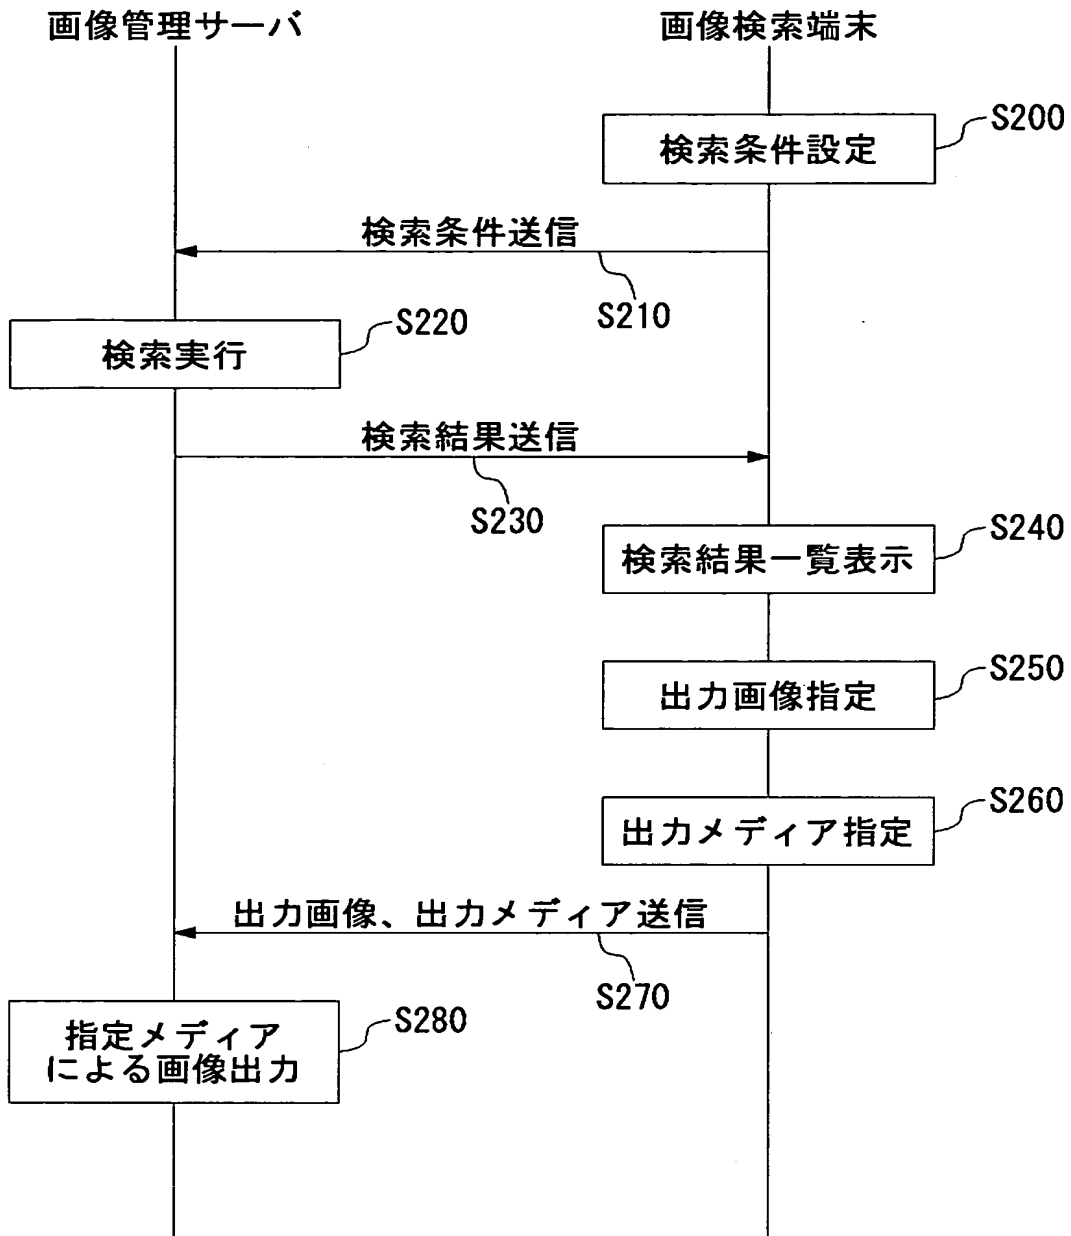 画像管理サーバ
画像検索端末
S200
検索条件設定
検索条件送信
S210
S220
検索実行
検索結果送信
S230
S240
検索結果一覧表示
S250
出力画像指定
S260
出力メディア指定
出力画像、出力メディア送信
S270
S280
指定メディア
による画像出力